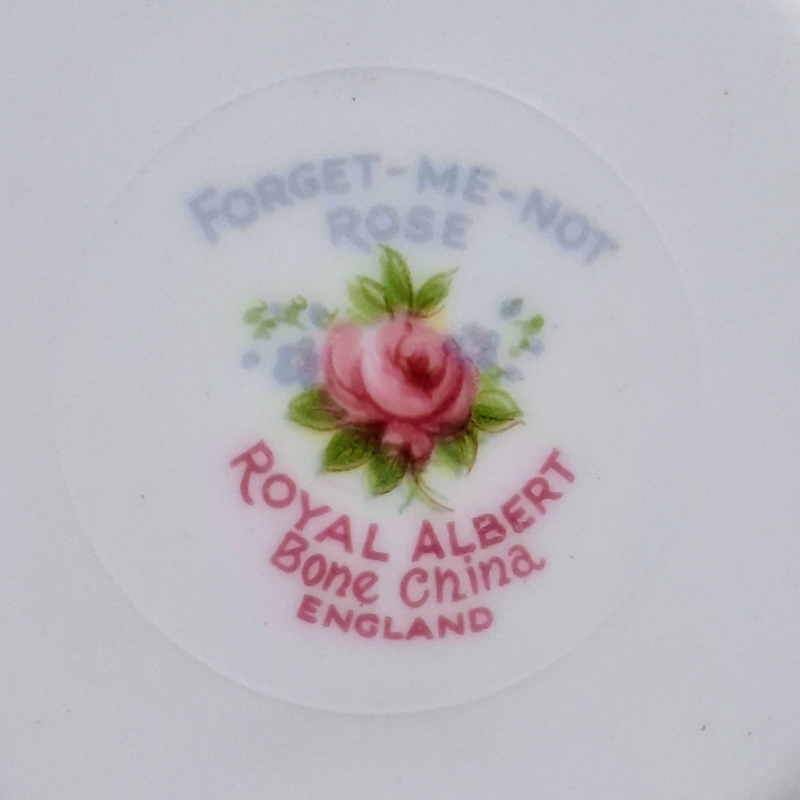 FORGET-ME-NOT
ROSE
ROYAL ALBERT
Bone China
ENGLAND